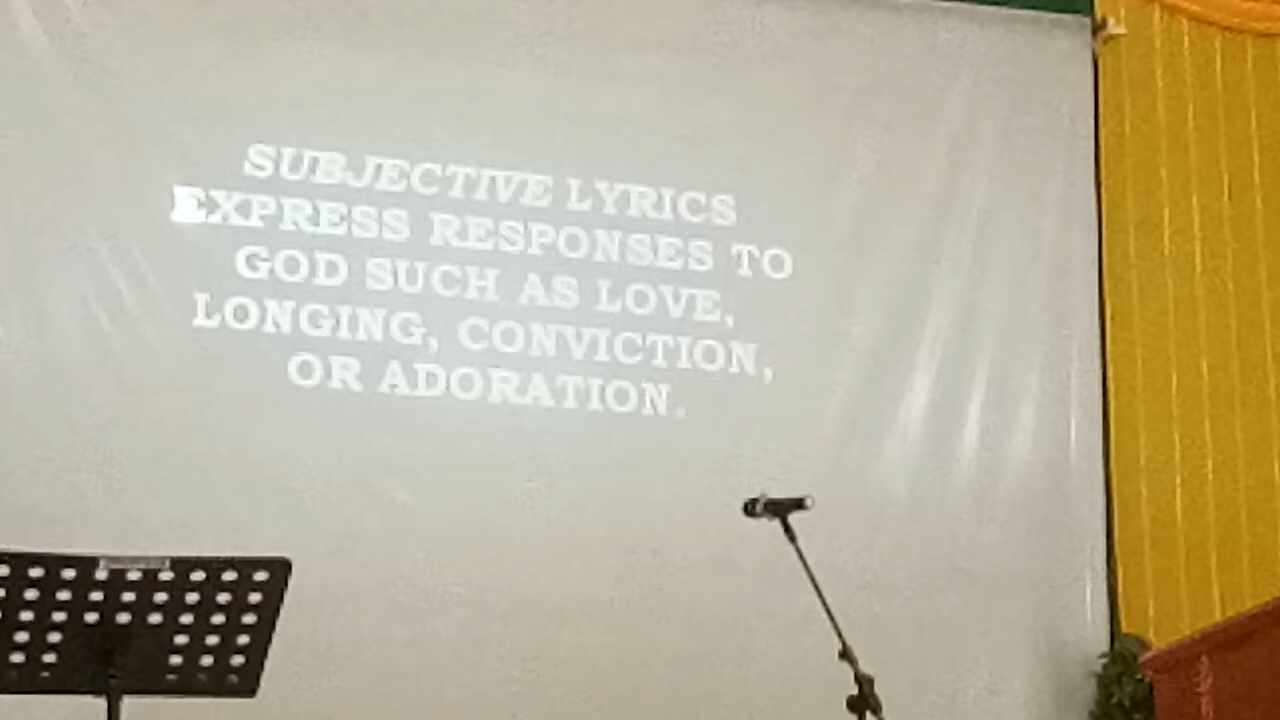 SUBJECTIVE LYRICS
EXPRESS RESPONSES TO
GOD SUCH AS LOVE,
LONGING, CONVICTION,
OR ADORATION.